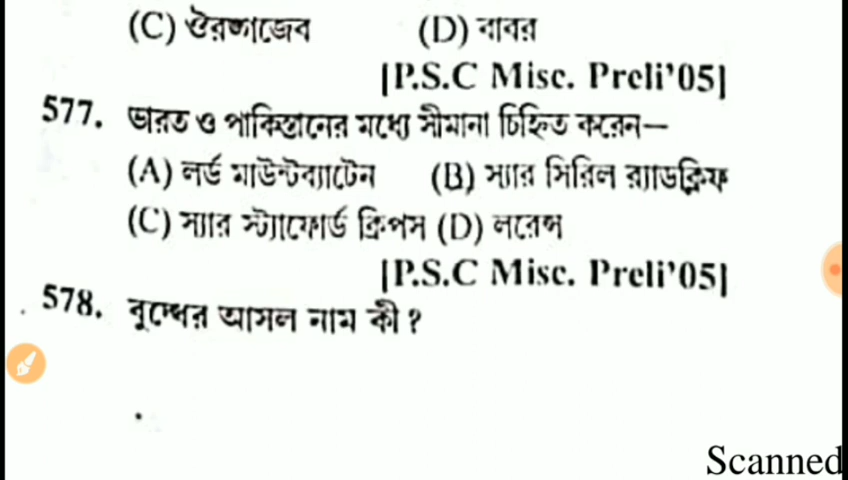 (C) ঔরঙ্গজেব (D) বাবর
[P.S.C Misc. Preli'05]
577. ভারত ও পাকিস্তানের মধ্যে সীমানা চিহ্নিত করেন—
(A) লর্ড মাউন্টব্যাটেন (B) স্যার সিরিল র‍্যাডক্লিফ
(C) স্যার স্ট্যাফোর্ড ক্রিপস (D) লরেন্স
[P.S.C Misc. Preli'05]
578. বুদ্ধের আসল নাম কী?
Scanned